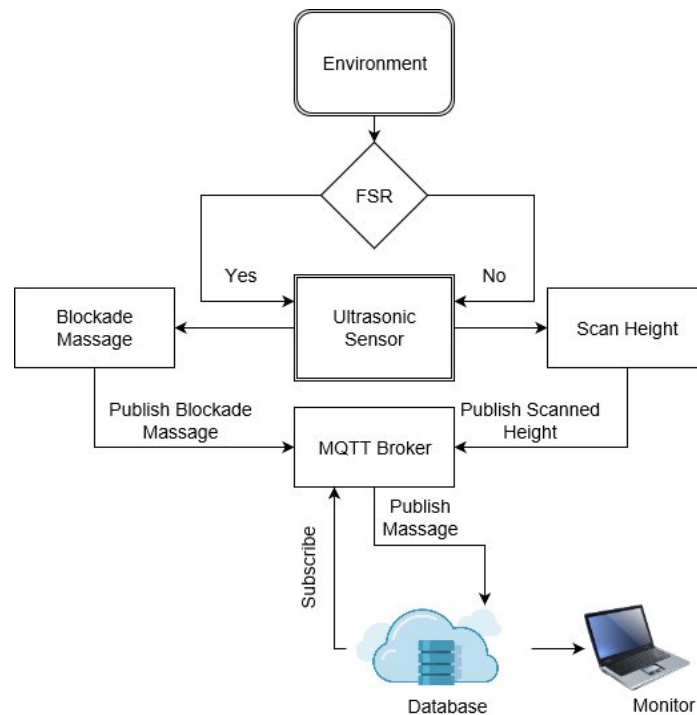 Environment
FSR
Yes
No
Blockade
Massage
Ultrasonic
Sensor
Scan Height
Publish Blockade
Massage
Publish Scanned
Height
MQTT Broker
Publish
Massage
Subscribe
Database
Monitor